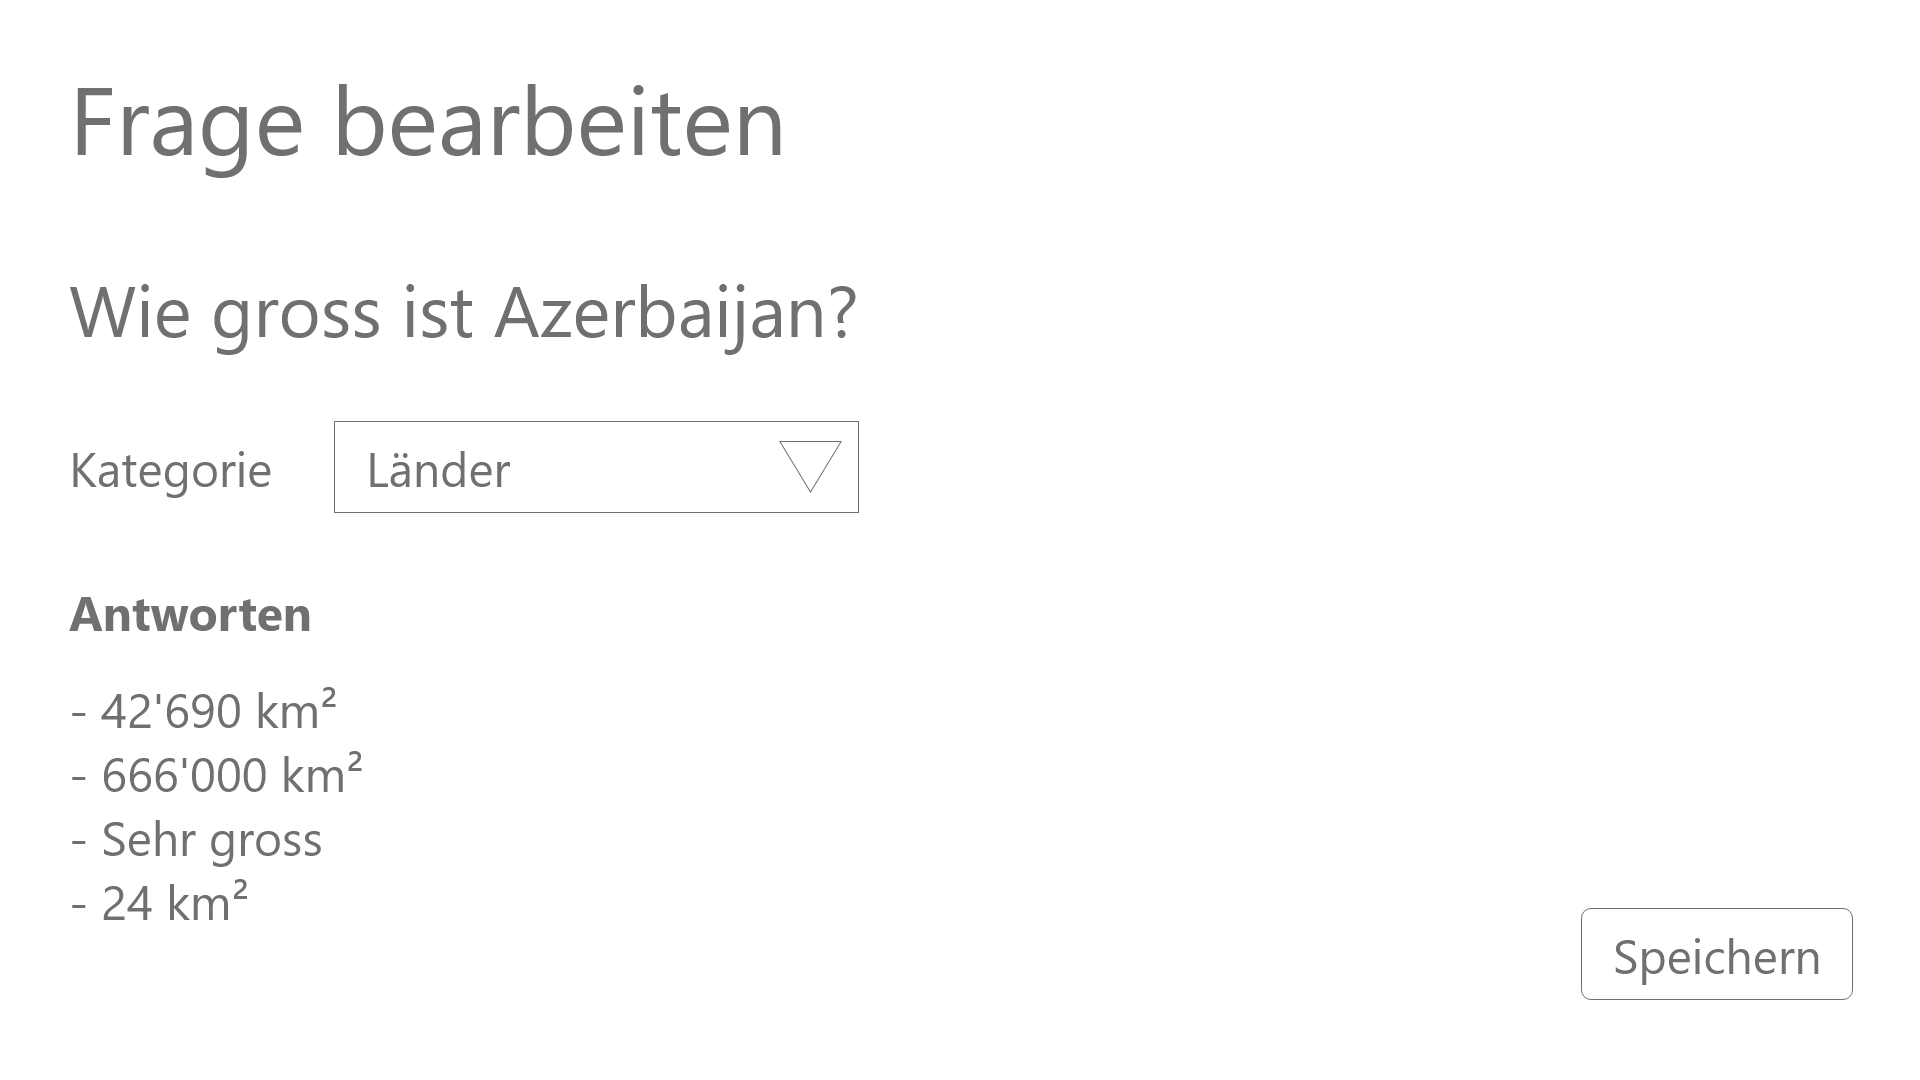 Frage bearbeiten
Wie gross ist Azerbaijan?
Kategorie Länder
Antworten
- 42'690 km²
- 666'000 km²
- Sehr gross
- 24 km²
Speichern